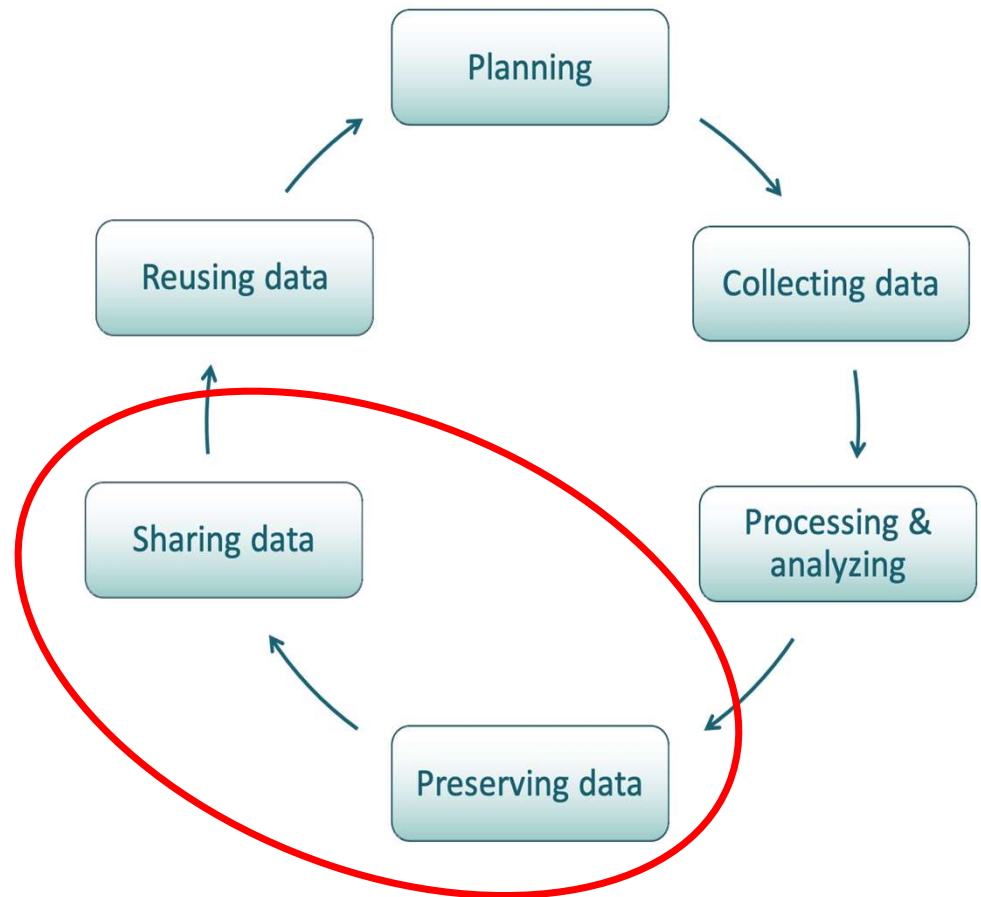 Planning
Collecting data
Processing &
analyzing
Preserving data
Sharing data
Reusing data